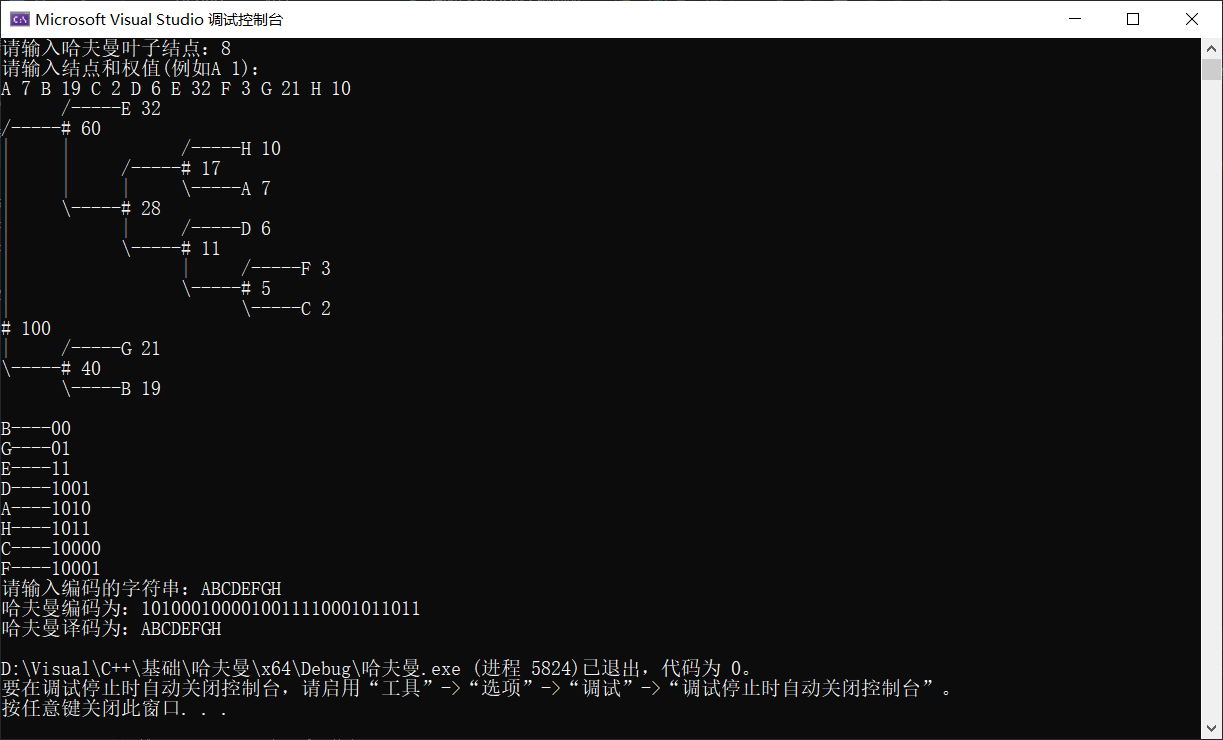 Microsoft Visual Studio 调试控制台
请输入哈夫曼叶子结点: 8
请输入结点和权值(例如A 1):
A 7 B 19 C 2 D 6 E 32 F 3 G 21 H 10
      /-----E 32
/-----# 60
|     |           /-----H 10
|     |     /-----# 17
|     |     |     \-----A 7
|     \-----# 28
|           |     /-----D 6
|           \-----# 11
|                 |     /-----F 3
|                 \-----# 5
|                       \-----C 2
# 100
|     /-----G 21
\-----# 40
      \-----B 19
B----00
G----01
E----11
D----1001
A----1010
H----1011
C----10000
F----10001
请输入编码的字符串: ABCDEFGH
哈夫曼编码为: 1010001000010011110001011011
哈夫曼译码为: ABCDEFGH
D:\Visual\C++\基础\哈夫曼\x64\Debug\哈夫曼.exe (进程 5824)已退出，代码为 0。
要在调试停止时自动关闭控制台，请启用“工具”->“选项”->“调试”->“调试停止时自动关闭控制台”。
按任意键关闭此窗口. . .